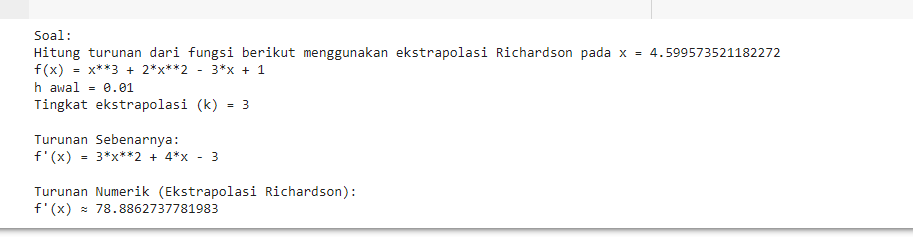 Soal:
Hitung turunan dari fungsi berikut menggunakan ekstrapolasi Richardson pada x = 4.599573521182272
f(x) = x**3 + 2*x**2 - 3*x + 1
h awal = 0.01
Tingkat ekstrapolasi (k) = 3
Turunan Sebenarnya:
f'(x) = 3*x**2 + 4*x - 3
Turunan Numerik (Ekstrapolasi Richardson):
f'(x) ≈ 78.8862737781983